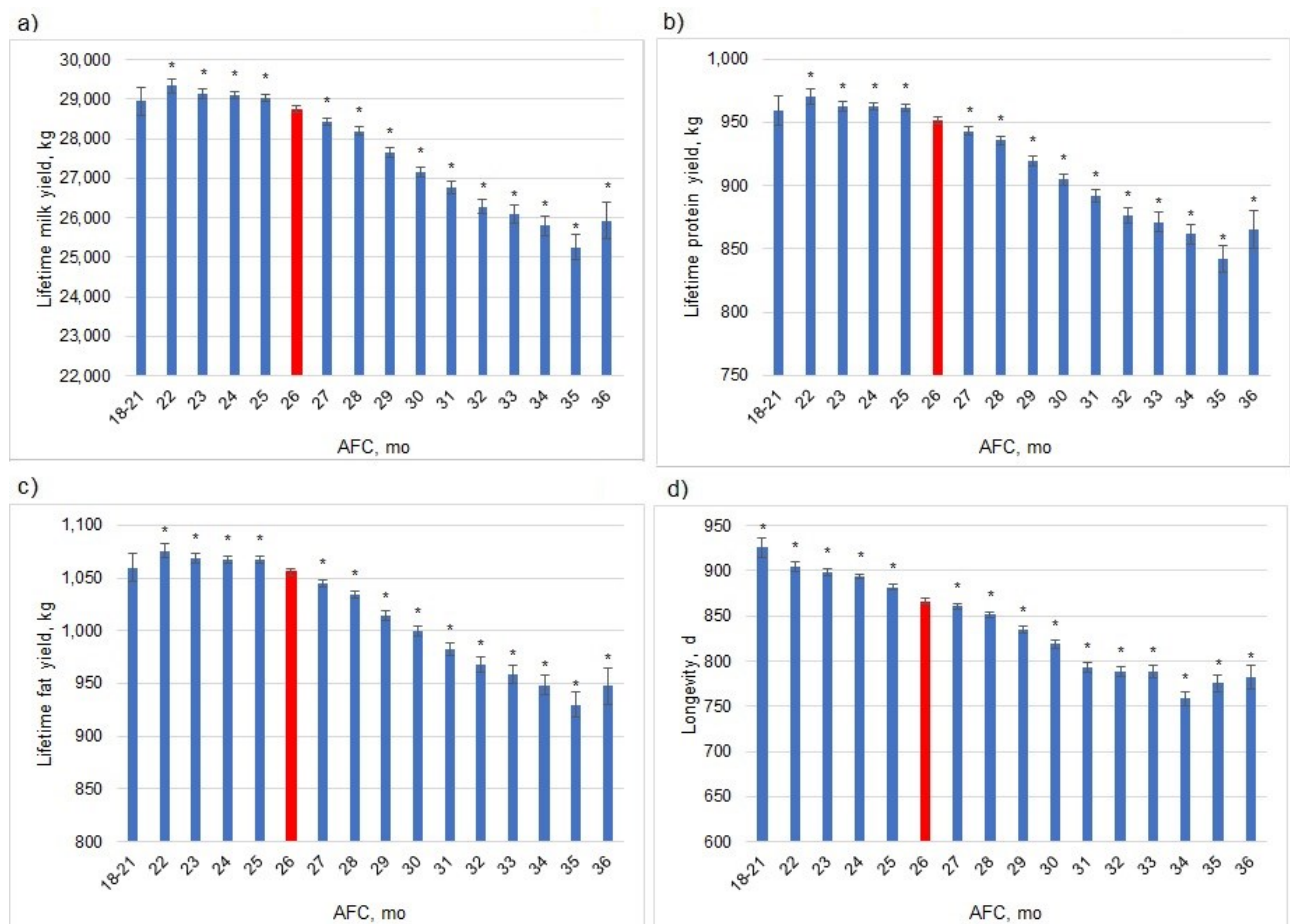 a)
Lifetime milk yield, kg
30,000
29,000
28,000
27,000
26,000
25,000
24,000
23,000
22,000
* * * * * * * * * * * * * *
18-21 22 23 24 25 26 27 28 29 30 31 32 33 34 35 36
AFC, mo
b)
Lifetime protein yield, kg
1,000
950
900
850
800
750
* * * * * * * * * * * * * *
18-21 22 23 24 25 26 27 28 29 30 31 32 33 34 35 36
AFC, mo
c)
Lifetime fat yield, kg
1,100
1,050
1,000
950
900
850
800
* * * * * * * * * * * * * *
18-21 22 23 24 25 26 27 28 29 30 31 32 33 34 35 36
AFC, mo
d)
Longevity, d
950
900
850
800
750
700
650
600
* * * * * * * * * * * * * * *
18-21 22 23 24 25 26 27 28 29 30 31 32 33 34 35 36
AFC, mo